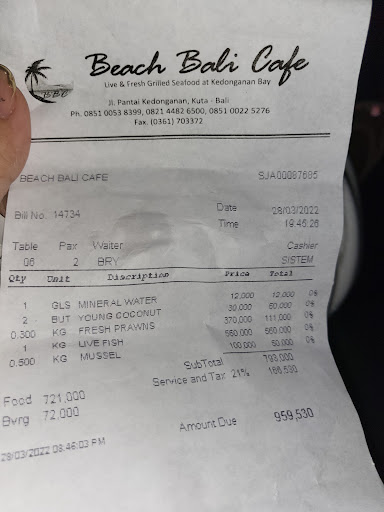 BBC
Beach Bali Cafe
Live & Fresh Grilled Seafood at Kedonganan Bay
Jl. Pantai Kedonganan, Kuta - Bali
Ph. 0851 0053 8399, 0821 4482 6500, 0851 0022 5276
Fax. (0361) 703372
BEACH BALI CAFE SJA00087685
Bill No. 14734 Date 28/03/2022
Time 19.45.26
Table Pax Waiter Cashier
06 2 BRY SISTEM
Qty Unit Discription Price Total
1 GLS MINERAL WATER 12,000 12,000 0%
2 BUT YOUNG COCONUT 30,000 60,000 0%
0.300 KG FRESH PRAWNS 370,000 111,000 0%
1 KG LIVE FISH 560,000 560,000 0%
0.500 KG MUSSEL 100,000 50,000 0%
SubTotal 793,000
Food 721,000 Service and Tax 21% 166,530
Bvrg 72,000
Amount Due 959,530
28/03/2022 09:46:03 PM